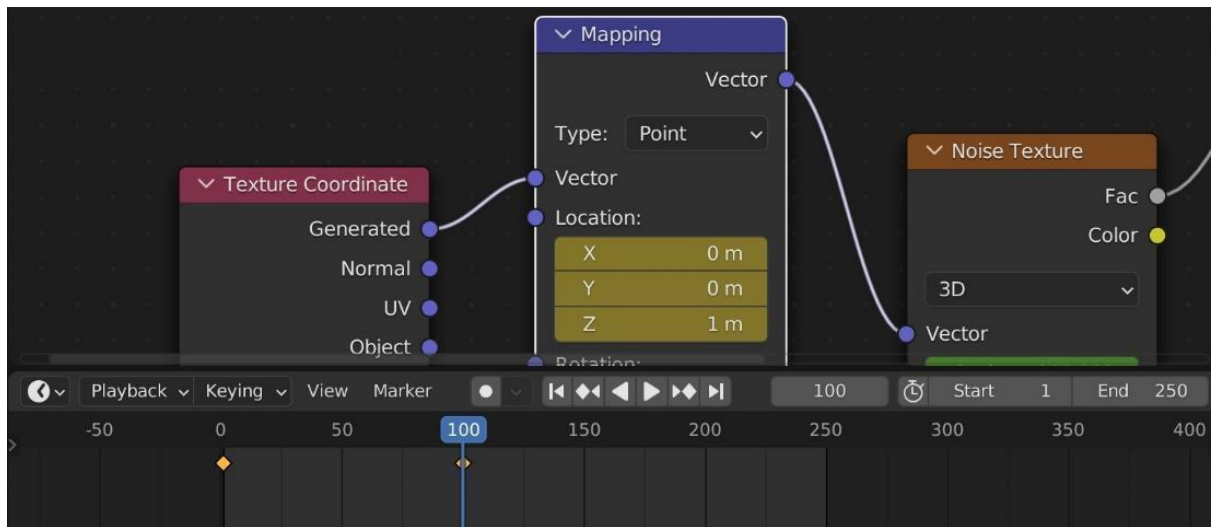 Mapping
Vector
Type: Point
Vector
Location:
X 0 m
Y 0 m
Z 1 m
Rotation:
Texture Coordinate
Generated
Normal
UV
Object
Noise Texture
Fac
Color
3D
Vector
Playback Keying View Marker 100 Start 1 End 250
-50 0 50 100 150 200 250 300 350 400